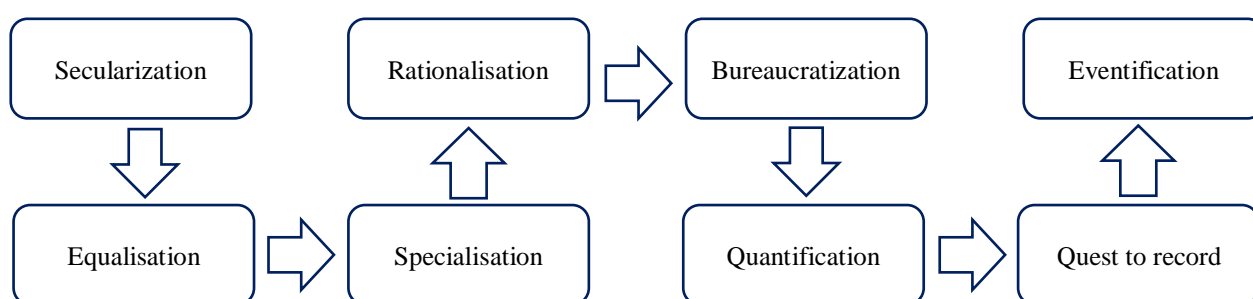 Secularization
Rationalisation
Bureaucratization
Eventification
Equalisation
Specialisation
Quantification
Quest to record